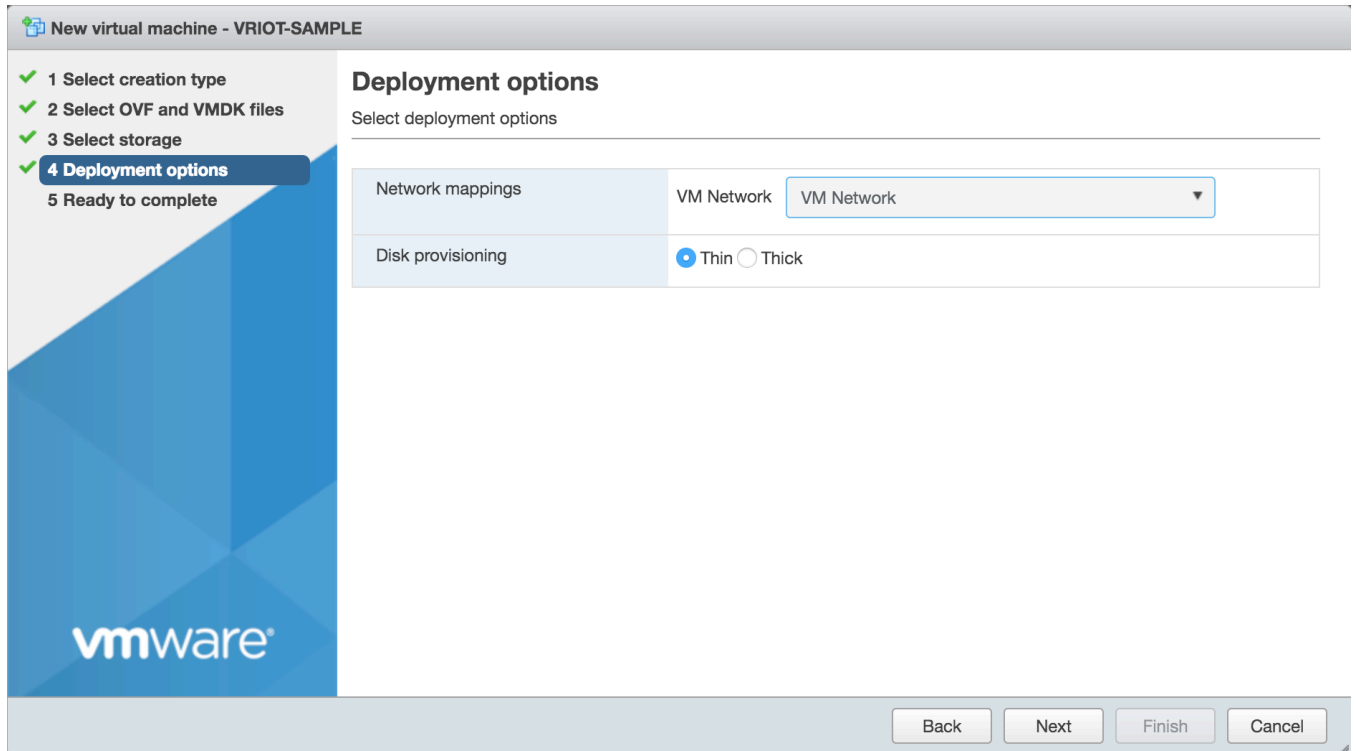 New virtual machine - VRIOT-SAMPLE
1 Select creation type
2 Select OVF and VMDK files
3 Select storage
4 Deployment options
5 Ready to complete
Deployment options
Select deployment options
Network mappings
VM Network VM Network
Disk provisioning
Thin Thick
vmware®
Back Next Finish Cancel